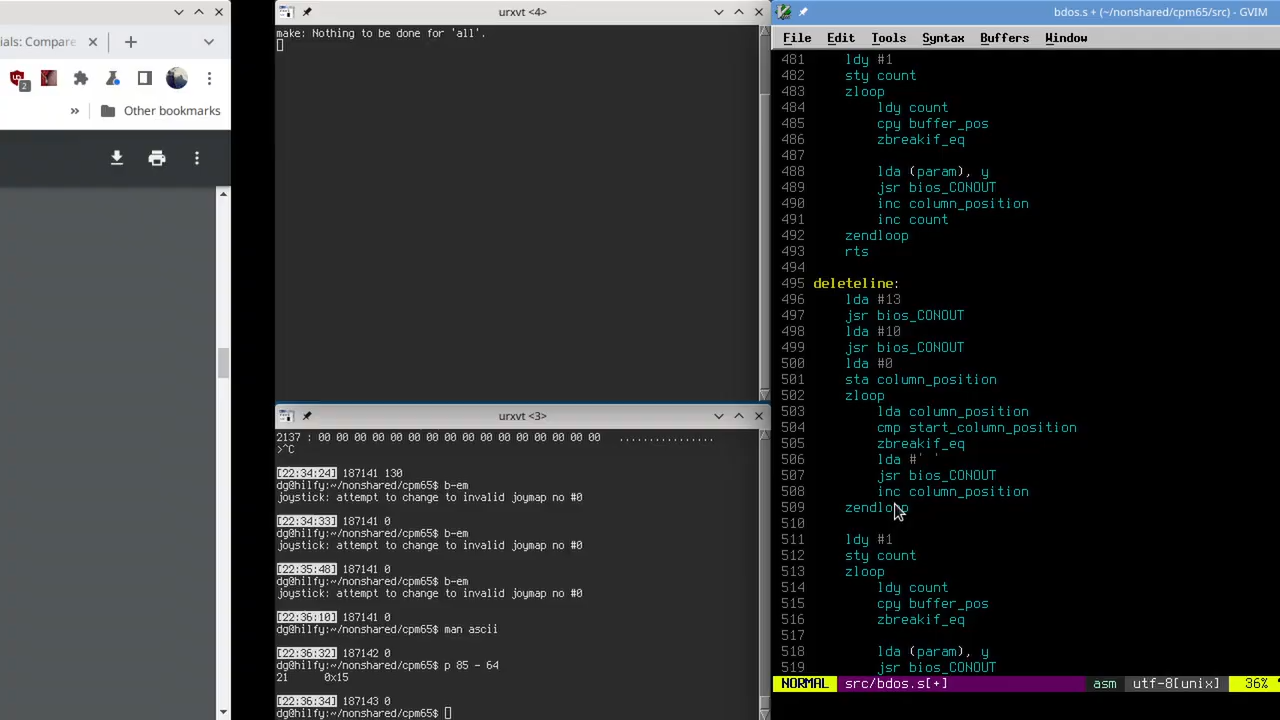 ials: Compare
2
Other bookmarks
urxvt <4>
make: Nothing to be done for 'all'.
urxvt <3>
2137 : 00 00 00 00 00 00 00 00 00 00 00 00 00 00 00 00 ................
>^C
[22:34:24] 187141 130
dg@hilfy:~/nonshared/cpm65$ b-em
joystick: attempt to change to invalid joymap no #0
[22:34:33] 187141 0
dg@hilfy:~/nonshared/cpm65$ b-em
joystick: attempt to change to invalid joymap no #0
[22:35:48] 187141 0
dg@hilfy:~/nonshared/cpm65$ b-em
joystick: attempt to change to invalid joymap no #0
[22:36:10] 187141 0
dg@hilfy:~/nonshared/cpm65$ man ascii
[22:36:32] 187142 0
dg@hilfy:~/nonshared/cpm65$ p 85 - 64
21 0x15
[22:36:34] 187143 0
dg@hilfy:~/nonshared/cpm65$
bdos.s + (~/nonshared/cpm65/src) - GVIM
File Edit Tools Syntax Buffers Window
481 ldy #1
482 sty count
483 zloop
484 ldy count
485 cpy buffer_pos
486 zbreakif_eq
487
488 lda (param), y
489 jsr bios_CONOUT
490 inc column_position
491 inc count
492 zendloop
493 rts
494
495 deleteline:
496 lda #13
497 jsr bios_CONOUT
498 lda #10
499 jsr bios_CONOUT
500 lda #0
501 sta column_position
502 zloop
503 lda column_position
504 cmp start_column_position
505 zbreakif_eq
506 lda #' '
507 jsr bios_CONOUT
508 inc column_position
509 zendloop
510
511 ldy #1
512 sty count
513 zloop
514 ldy count
515 cpy buffer_pos
516 zbreakif_eq
517
518 lda (param), y
519 jsr bios_CONOUT
NORMAL src/bdos.s[+] asm utf-8[unix] 36%